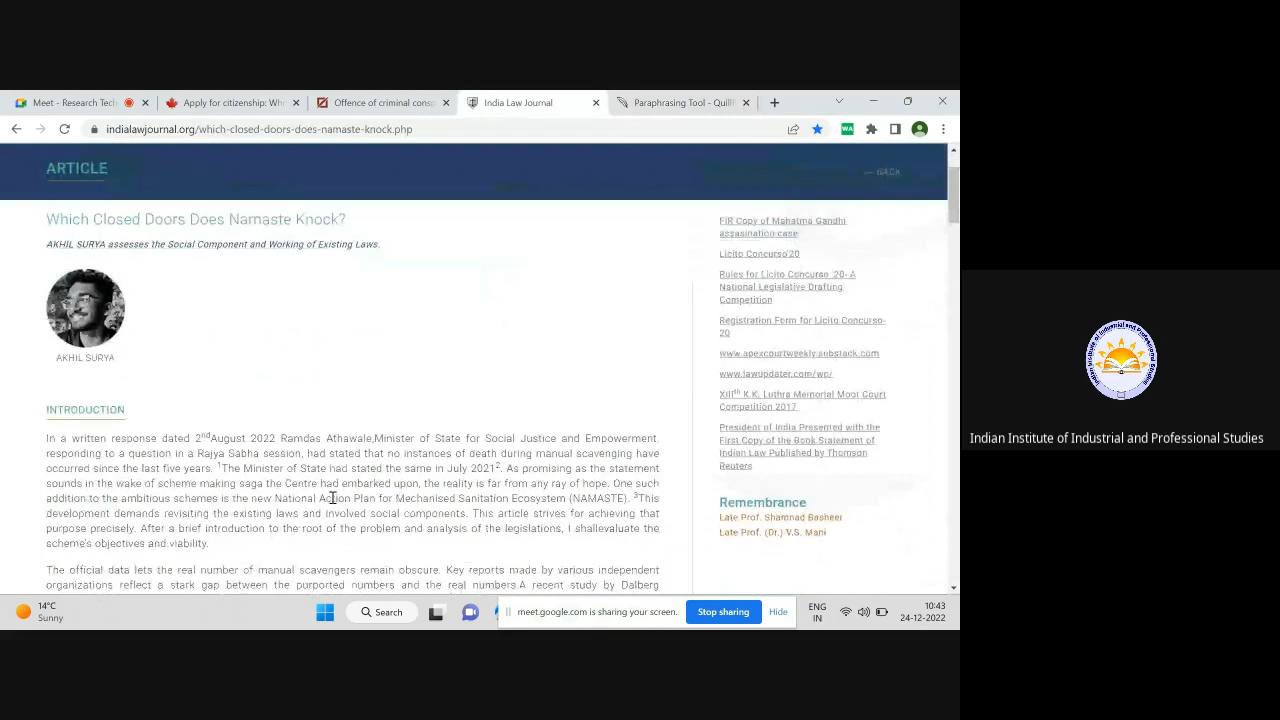 Meet - Research Tech
Apply for citizenship: Wh
Offence of criminal consp
India Law Journal
Paraphrasing Tool - QuillB
indialawjournal.org/which-closed-doors-does-namaste-knock.php
WA
ARTICLE
BACK
Which Closed Doors Does Namaste Knock?
AKHIL SURYA assesses the Social Component and Working of Existing Laws.
AKHIL SURYA
INTRODUCTION
In a written response dated 2ndAugust 2022 Ramdas Athawale,Minister of State for Social Justice and Empowerment,
responding to a question in a Rajya Sabha session, had stated that no instances of death during manual scavenging have
occurred since the last five years. 1The Minister of State had stated the same in July 20212. As promising as the statement
sounds in the wake of scheme making saga the Centre had embarked upon, the reality is far from any ray of hope. One such
addition to the ambitious schemes is the new National Action Plan for Mechanised Sanitation Ecosystem (NAMASTE). 3This
development demands revisiting the existing laws and involved social components. This article strives for achieving that
purpose precisely. After a brief introduction to the root of the problem and analysis of the legislations, I shallevaluate the
scheme's objectives and viability.
The official data lets the real number of manual scavengers remain obscure. Key reports made by various independent
organizations reflect a stark gap between the purported numbers and the real numbers.A recent study by Dalberg
FIR Copy of Mahatma Gandhi
assasination case
Licito Concurso'20
Rules for Licito Concurso '20- A
National Legislative Drafting
Competition
Registration Form for Licito Concurso-
20
www.apexcourtweekly.substack.com
www.lawupdater.com/wp/
XIIIth K.K. Luthra Memorial Moot Court
Competition 2017
President of India Presented with the
First Copy of the Book Statement of
Indian Law Published by Thomson
Reuters
Remembrance
Late Prof. Shamnad Basheer
Late Prof. (Dr.) V.S. Mani
14°C
Sunny
Search
meet.google.com is sharing your screen.
Stop sharing
Hide
ENG
IN
10:43
24-12-2022
Indian Institute of Industrial and Professional Studies